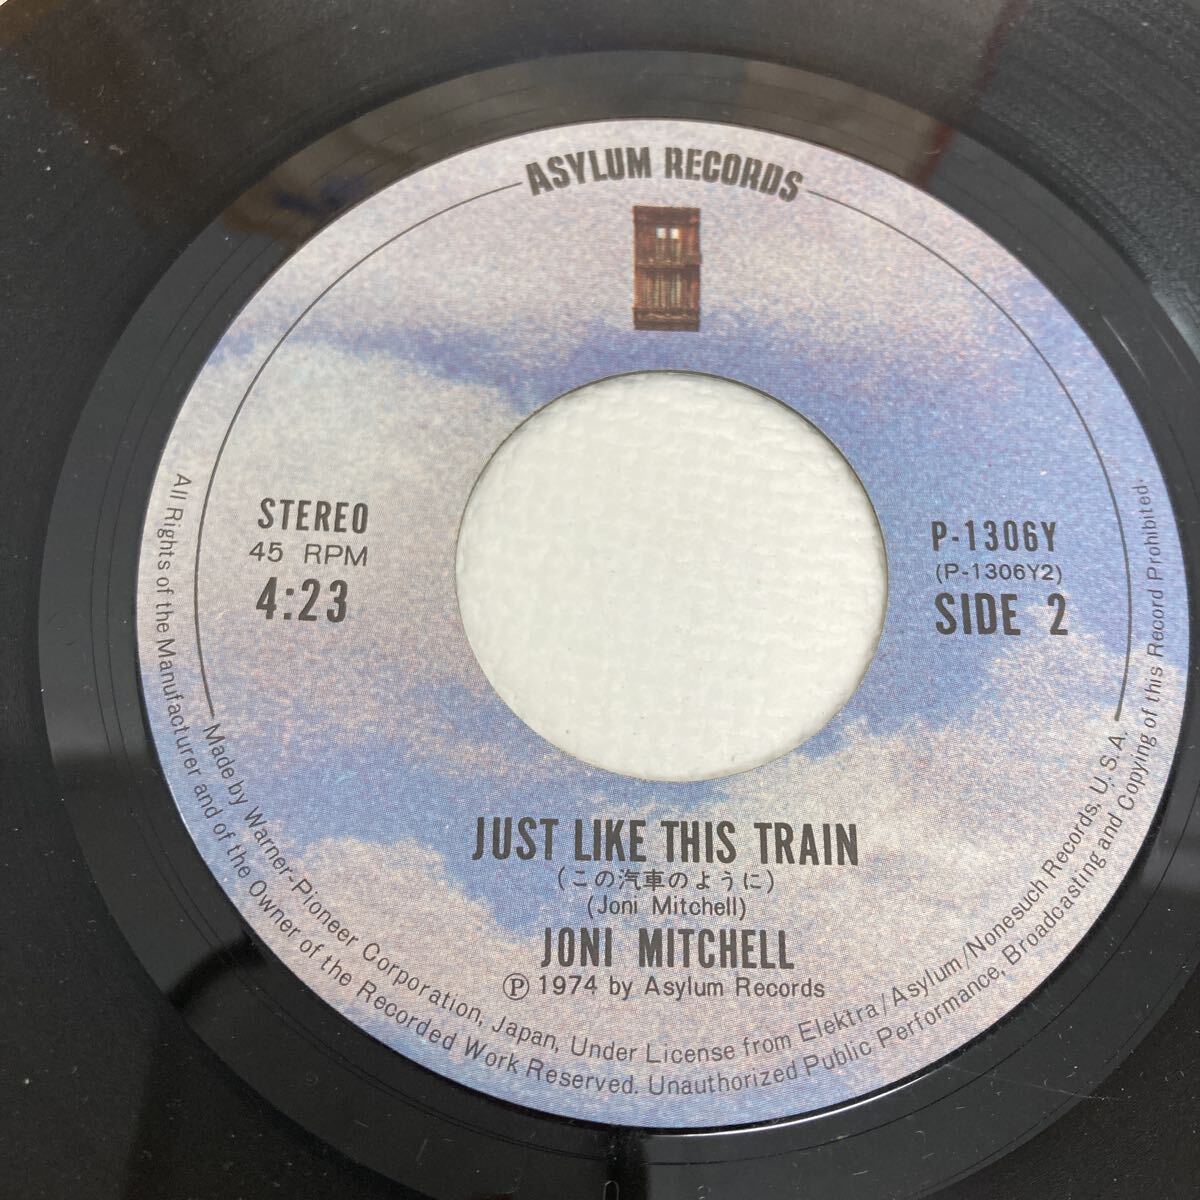 ASYLUM RECORDS
STEREO
45 RPM
4:23
P-1306Y
(P-1306Y2)
SIDE 2
JUST LIKE THIS TRAIN
(この汽車のように)
(Joni Mitchell)
JONI MITCHELL
Ⓟ 1974 by Asylum Records
Made by Warner-Pioneer Corporation, Japan, Under License from Elektra/Asylum/Nonesuch Records, U.S.A.
All Rights of the Manufacturer and of the Owner of the Recorded Work Reserved. Unauthorized Public Performance, Broadcasting and Copying of this Record Prohibited.